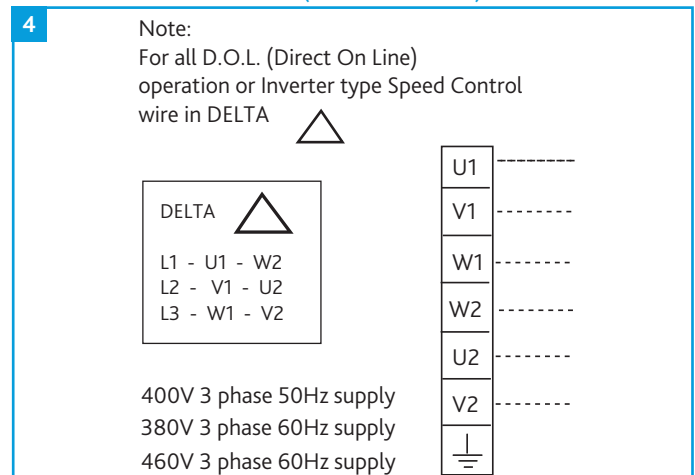 4
Note:
For all D.O.L. (Direct On Line)
operation or Inverter type Speed Control
wire in DELTA
DELTA
L1 - U1 - W2
L2 - V1 - U2
L3 - W1 - V2
400V 3 phase 50Hz supply
380V 3 phase 60Hz supply
460V 3 phase 60Hz supply
U1
V1
W1
W2
U2
V2